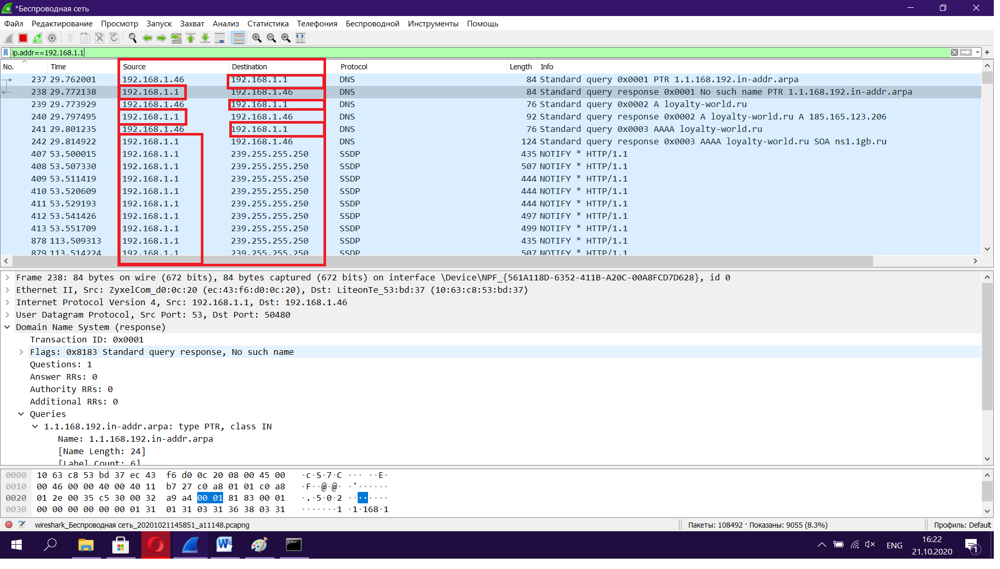 *Беспроводная сеть
Файл Редактирование Просмотр Запуск Захват Анализ Статистика Телефония Беспроводной Инструменты Помощь
ip.addr==192.168.1.1
No. Time Source Destination Protocol Length Info
237 29.762001 192.168.1.46 192.168.1.1 DNS 84 Standard query 0x0001 PTR 1.1.168.192.in-addr.arpa
238 29.772138 192.168.1.1 192.168.1.46 DNS 84 Standard query response 0x0001 No such name PTR 1.1.168.192.in-addr.arpa
239 29.773929 192.168.1.46 192.168.1.1 DNS 76 Standard query 0x0002 A loyalty-world.ru
240 29.797495 192.168.1.1 192.168.1.46 DNS 92 Standard query response 0x0002 A loyalty-world.ru A 185.165.123.206
241 29.801235 192.168.1.46 192.168.1.1 DNS 76 Standard query 0x0003 AAAA loyalty-world.ru
242 29.814922 192.168.1.1 192.168.1.46 DNS 124 Standard query response 0x0003 AAAA loyalty-world.ru SOA ns1.1gb.ru
407 53.500015 192.168.1.1 239.255.255.250 SSDP 435 NOTIFY * HTTP/1.1
408 53.507330 192.168.1.1 239.255.255.250 SSDP 507 NOTIFY * HTTP/1.1
409 53.511419 192.168.1.1 239.255.255.250 SSDP 444 NOTIFY * HTTP/1.1
410 53.520609 192.168.1.1 239.255.255.250 SSDP 444 NOTIFY * HTTP/1.1
411 53.529193 192.168.1.1 239.255.255.250 SSDP 444 NOTIFY * HTTP/1.1
412 53.541426 192.168.1.1 239.255.255.250 SSDP 497 NOTIFY * HTTP/1.1
413 53.551709 192.168.1.1 239.255.255.250 SSDP 499 NOTIFY * HTTP/1.1
878 113.509313 192.168.1.1 239.255.255.250 SSDP 435 NOTIFY * HTTP/1.1
879 113.514224 192.168.1.1 239.255.255.250 SSDP 507 NOTIFY * HTTP/1.1
Frame 238: 84 bytes on wire (672 bits), 84 bytes captured (672 bits) on interface \Device\NPF_{561A118D-6352-411B-A20C-00A8FCD7D628}, id 0
Ethernet II, Src: ZyxelCom_d0:0c:20 (ec:43:f6:d0:0c:20), Dst: LiteonTe_53:bd:37 (10:63:c8:53:bd:37)
Internet Protocol Version 4, Src: 192.168.1.1, Dst: 192.168.1.46
User Datagram Protocol, Src Port: 53, Dst Port: 50480
Domain Name System (response)
Transaction ID: 0x0001
Flags: 0x8183 Standard query response, No such name
Questions: 1
Answer RRs: 0
Authority RRs: 0
Additional RRs: 0
Queries
1.1.168.192.in-addr.arpa: type PTR, class IN
Name: 1.1.168.192.in-addr.arpa
[Name Length: 24]
[Label Count: 6]
0000 10 63 c8 53 bd 37 ec 43 f6 d0 0c 20 08 00 45 00 ·c·S·7·C ··· ··E·
0010 00 46 00 00 40 00 40 11 b7 27 c0 a8 01 01 c0 a8 ·F··@·@· ·'······
0020 01 2e 00 35 c5 30 00 32 a9 a4 00 01 81 83 00 01 ·.·5·0·2 ········
0030 00 00 00 00 00 00 01 31 01 31 03 31 36 38 03 31 ·······1 ·1·168·1
wireshark_Беспроводная сеть_20201021145851_a11148.pcapng Пакеты: 108492 · Показаны: 9055 (8.3%) Профиль: Default
ENG 16:22
21.10.2020
1